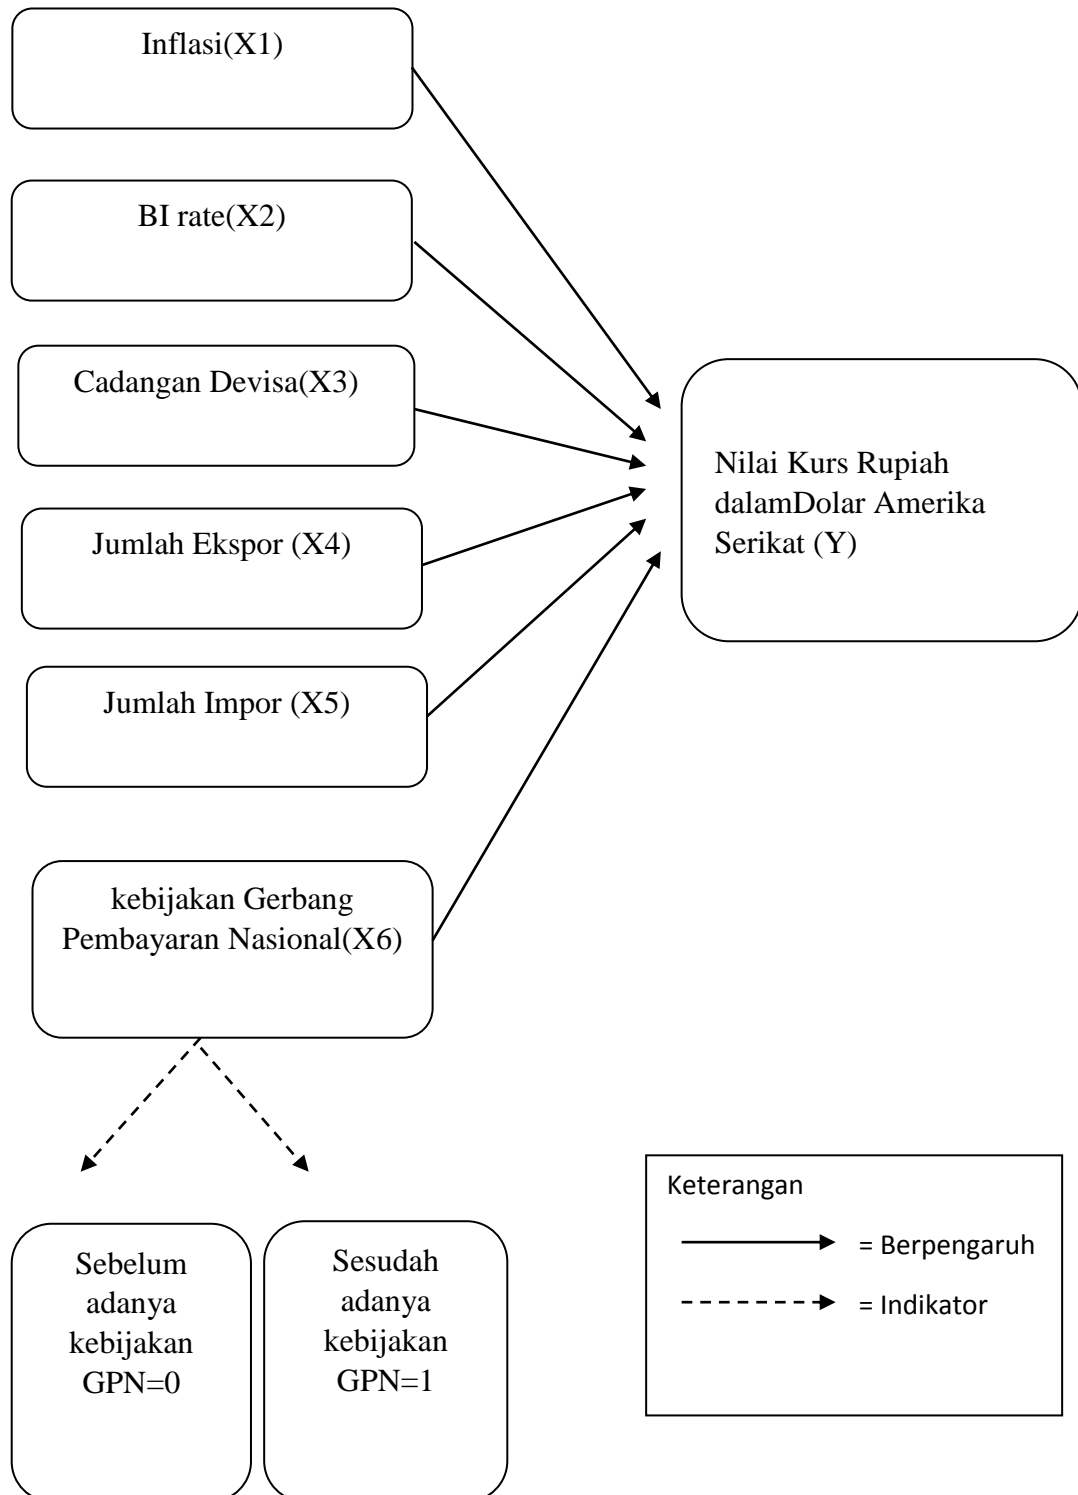 Inflasi(X1)
BI rate(X2)
Cadangan Devisa(X3)
Jumlah Ekspor (X4)
Jumlah Impor (X5)
kebijakan Gerbang
Pembayaran Nasional(X6)
Nilai Kurs Rupiah
dalamDolar Amerika
Serikat (Y)
Sebelum
adanya
kebijakan
GPN=0
Sesudah
adanya
kebijakan
GPN=1
Keterangan
= Berpengaruh
= Indikator